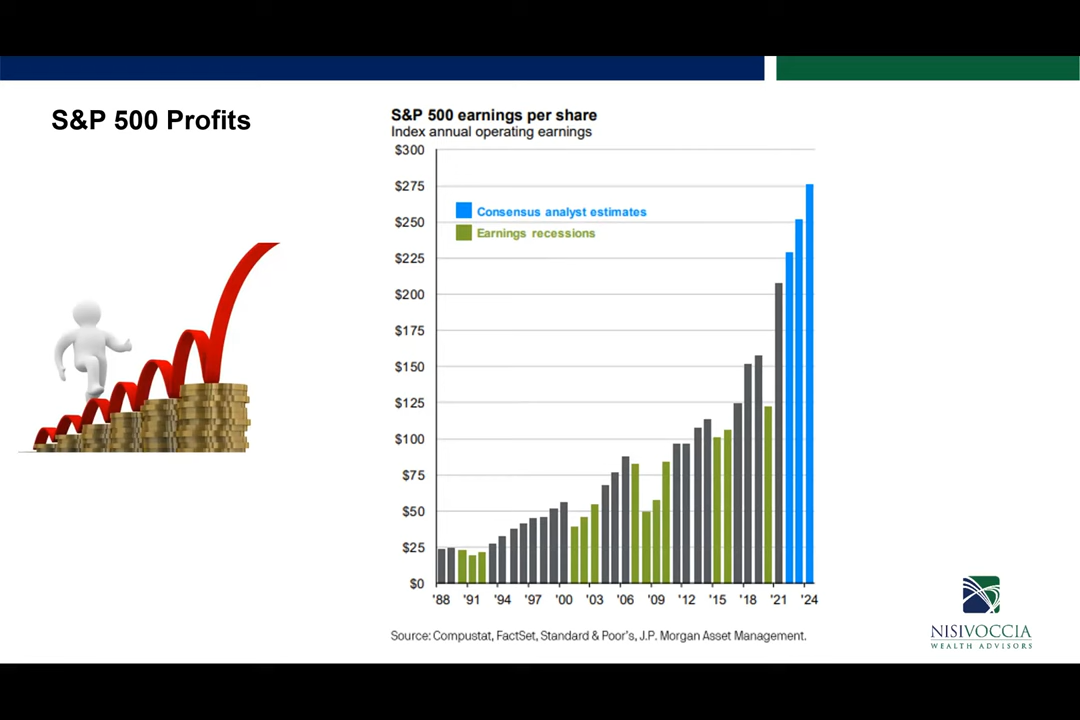 S&P 500 Profits
S&P 500 earnings per share
Index annual operating earnings
$300
$275
$250
$225
$200
$175
$150
$125
$100
$75
$50
$25
$0
Consensus analyst estimates
Earnings recessions
'88 '91 '94 '97 '00 '03 '06 '09 '12 '15 '18 '21 '24
Source: Compustat, FactSet, Standard & Poor's, J.P. Morgan Asset Management.
NISIVOCCIA
WEALTH ADVISORS